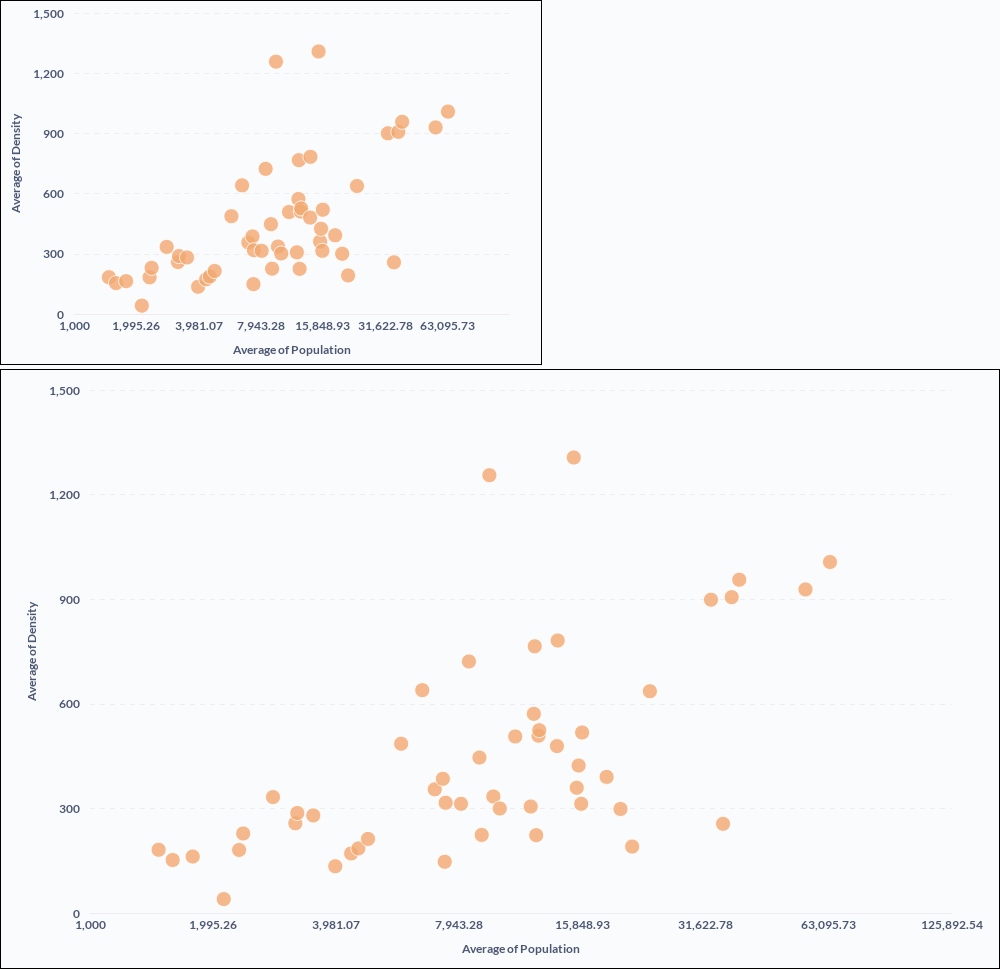 1,500
1,200
900
600
300
0
Average of Density
1,000 1,995.26 3,981.07 7,943.28 15,848.93 31,622.78 63,095.73
Average of Population
1,500
1,200
900
600
300
0
Average of Density
1,000 1,995.26 3,981.07 7,943.28 15,848.93 31,622.78 63,095.73 125,892.54
Average of Population